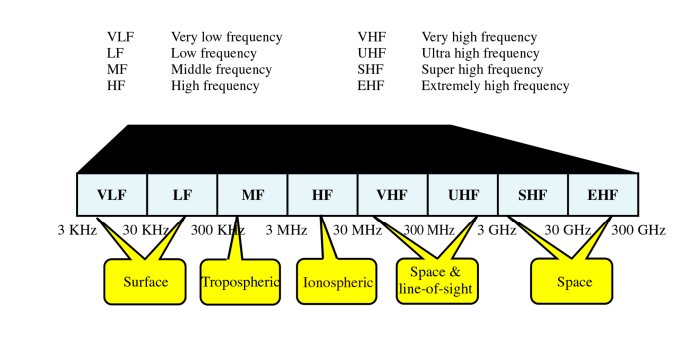 VLF Very low frequency VHF Very high frequency
LF Low frequency UHF Ultra high frequency
MF Middle frequency SHF Super high frequency
HF High frequency EHF Extremely high frequency
VLF LF MF HF VHF UHF SHF EHF
3 KHz 30 KHz 300 KHz 3 MHz 30 MHz 300 MHz 3 GHz 30 GHz 300 GHz
Surface
Tropospheric
Ionospheric
Space &
line-of-sight
Space